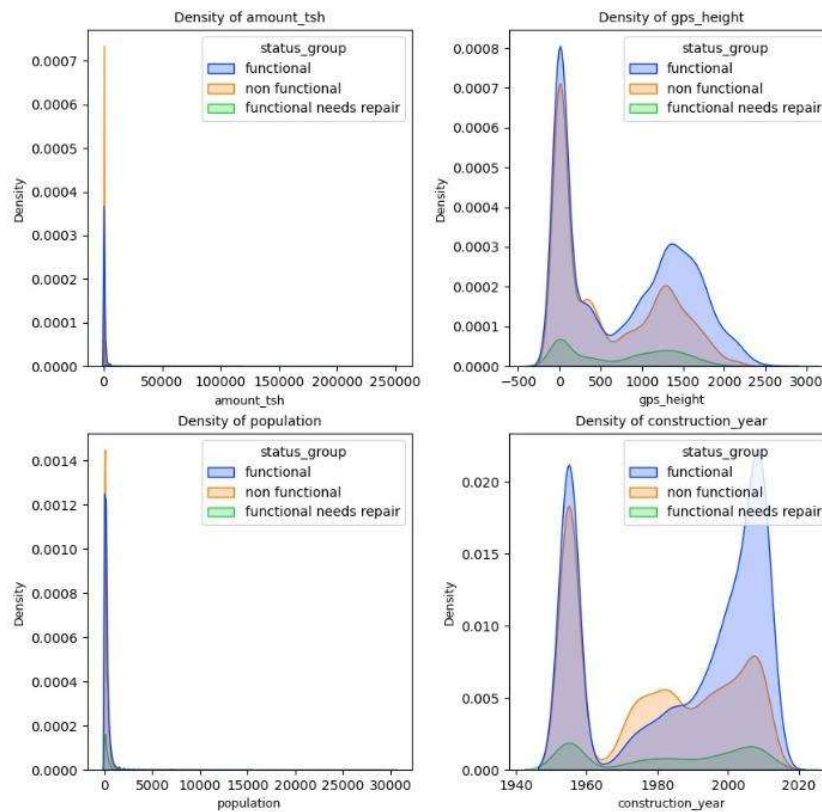 Density of amount_tsh
0.0007
0.0006
0.0005
0.0004
0.0003
0.0002
0.0001
0.0000
Density
status_group
functional
non functional
functional needs repair
0
50000
100000
150000
200000
250000
amount_tsh
Density of gps_height
0.0008
0.0007
0.0006
0.0005
0.0004
0.0003
0.0002
0.0001
0.0000
Density
status_group
functional
non functional
functional needs repair
-500
0
500
1000
1500
2000
2500
3000
gps_height
Density of population
0.0014
0.0012
0.0010
0.0008
0.0006
0.0004
0.0002
0.0000
Density
status_group
functional
non functional
functional needs repair
0
5000
10000
15000
20000
25000
30000
population
Density of construction_year
0.020
0.015
0.010
0.005
0.000
Density
status_group
functional
non functional
functional needs repair
1940
1960
1980
2000
2020
construction_year